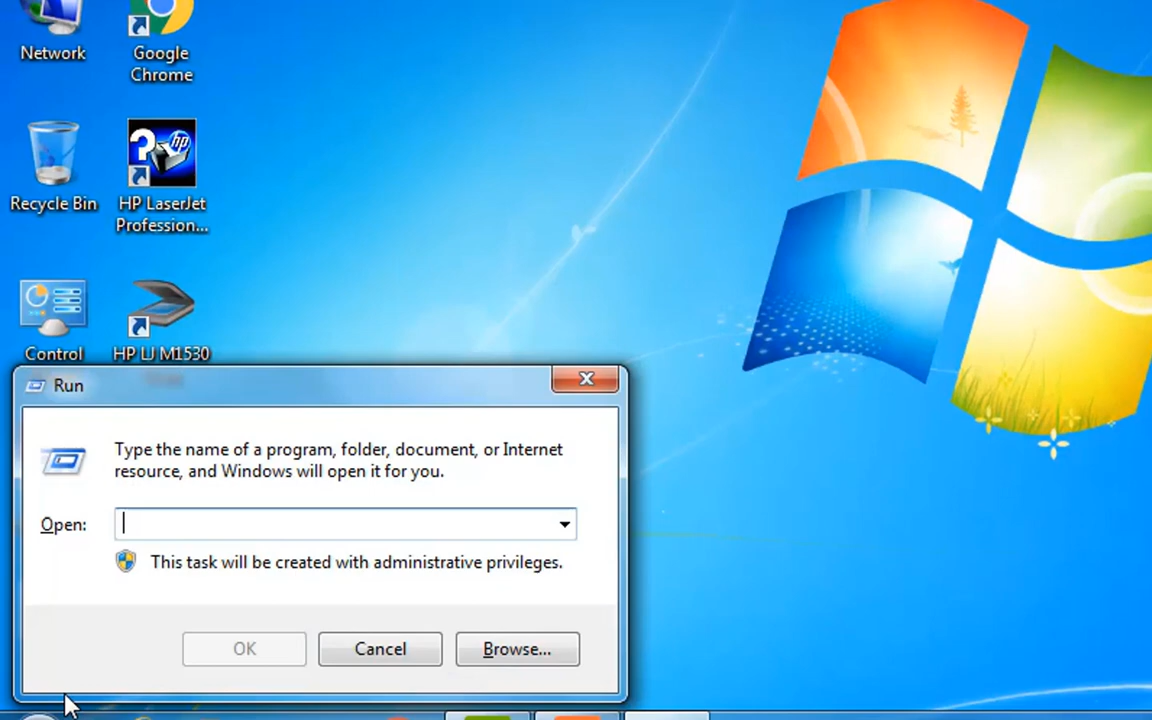 Network
Google
Chrome
Recycle Bin
HP LaserJet
Profession...
Control
HP LJ M1530
Run
Type the name of a program, folder, document, or Internet
resource, and Windows will open it for you.
Open:
This task will be created with administrative privileges.
OK
Cancel
Browse...